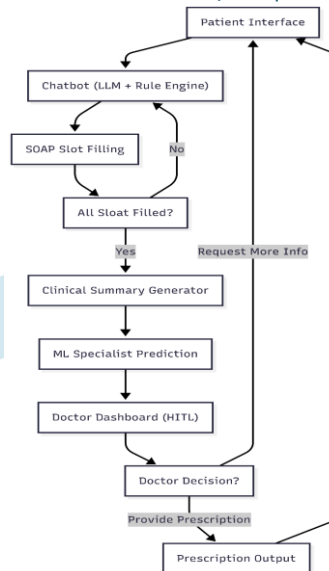 Patient Interface
Chatbot (LLM + Rule Engine)
SOAP Slot Filling
No
All Sloat Filled?
Yes
Request More Info
Clinical Summary Generator
ML Specialist Prediction
Doctor Dashboard (HITL)
Doctor Decision?
Provide Prescription
Prescription Output